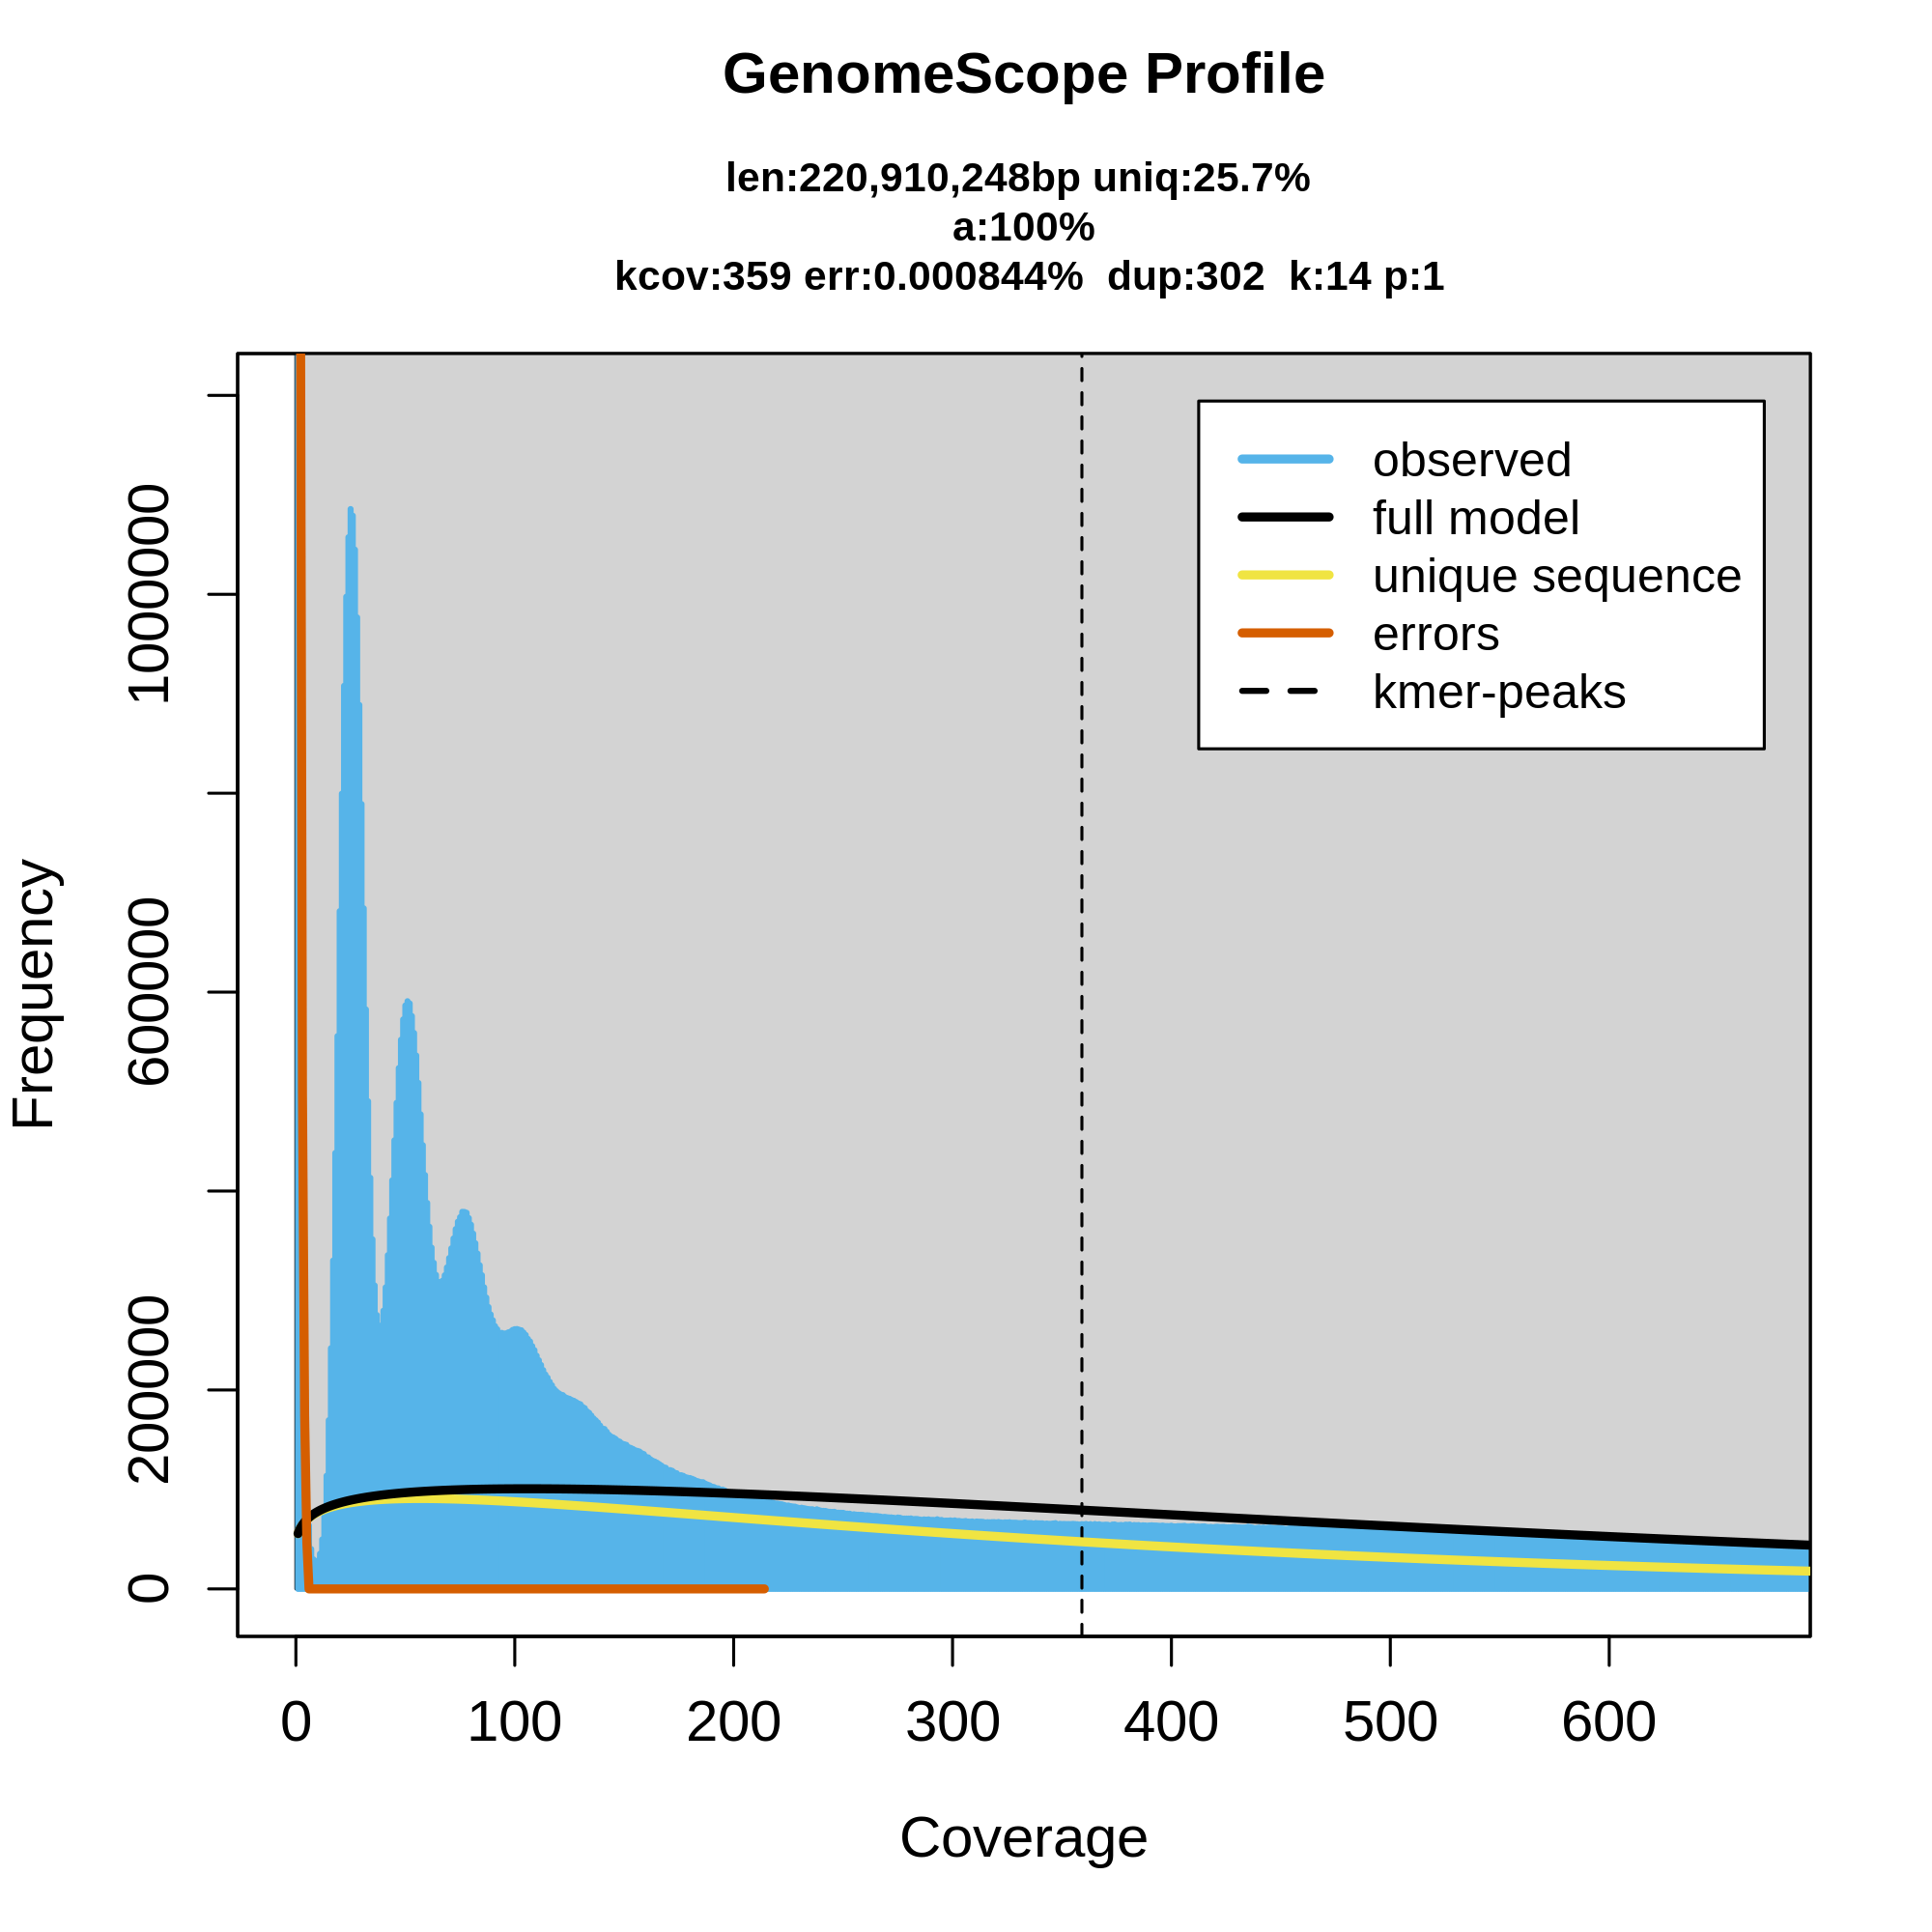 GenomeScope Profile
len:220,910,248bp uniq:25.7%
a:100%
kcov:359 err:0.000844%  dup:302  k:14 p:1
observed
full model
unique sequence
errors
kmer-peaks
Frequency
1000000
600000
200000
0
0 100 200 300 400 500 600
Coverage